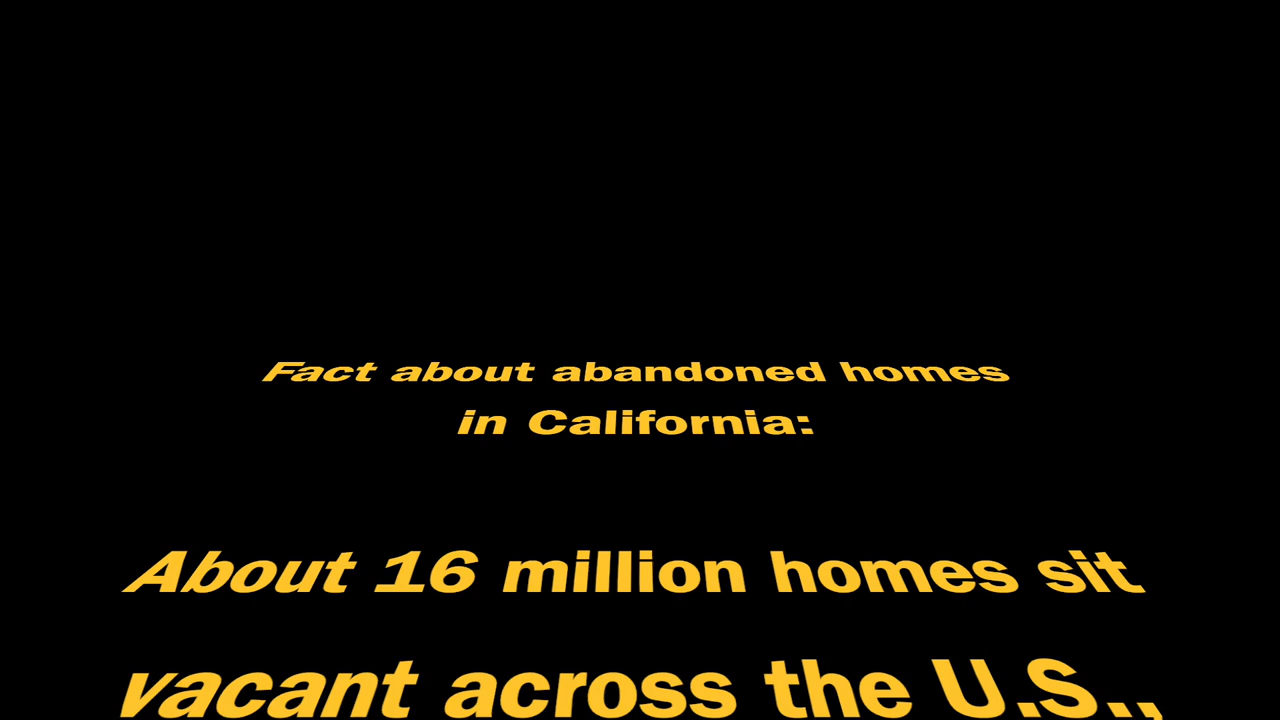 Fact about abandoned homes
in California:
About 16 million homes sit
vacant across the U.S.,